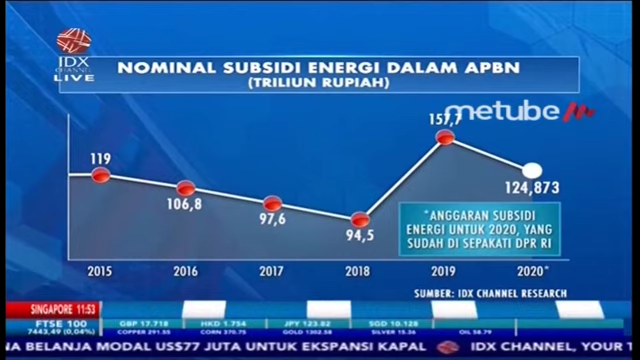 IDX
CHANNEL
LIVE
NOMINAL SUBSIDI ENERGI DALAM APBN
(TRILIUN RUPIAH)
metube
119
106,8
97,6
94,5
157,7
124,873
*ANGGARAN SUBSIDI
ENERGI UNTUK 2020, YANG
SUDAH DI SEPAKATI DPR RI
2015 2016 2017 2018 2019 2020*
SUMBER: IDX CHANNEL RESEARCH
SINGAPORE 11:53
FTSE 100 GBP 17.718 HKD 1.754 JPY 123.02 SGD 10.128
7443,49 (0.04%) COPPER 291.55 CORN 370.50 GOLD 1302.58 SILVER 15.36 OIL 58.79
NA BELANJA MODAL US$77 JUTA UNTUK EKSPANSI KAPAL IDX CHANNEL, YOUR T